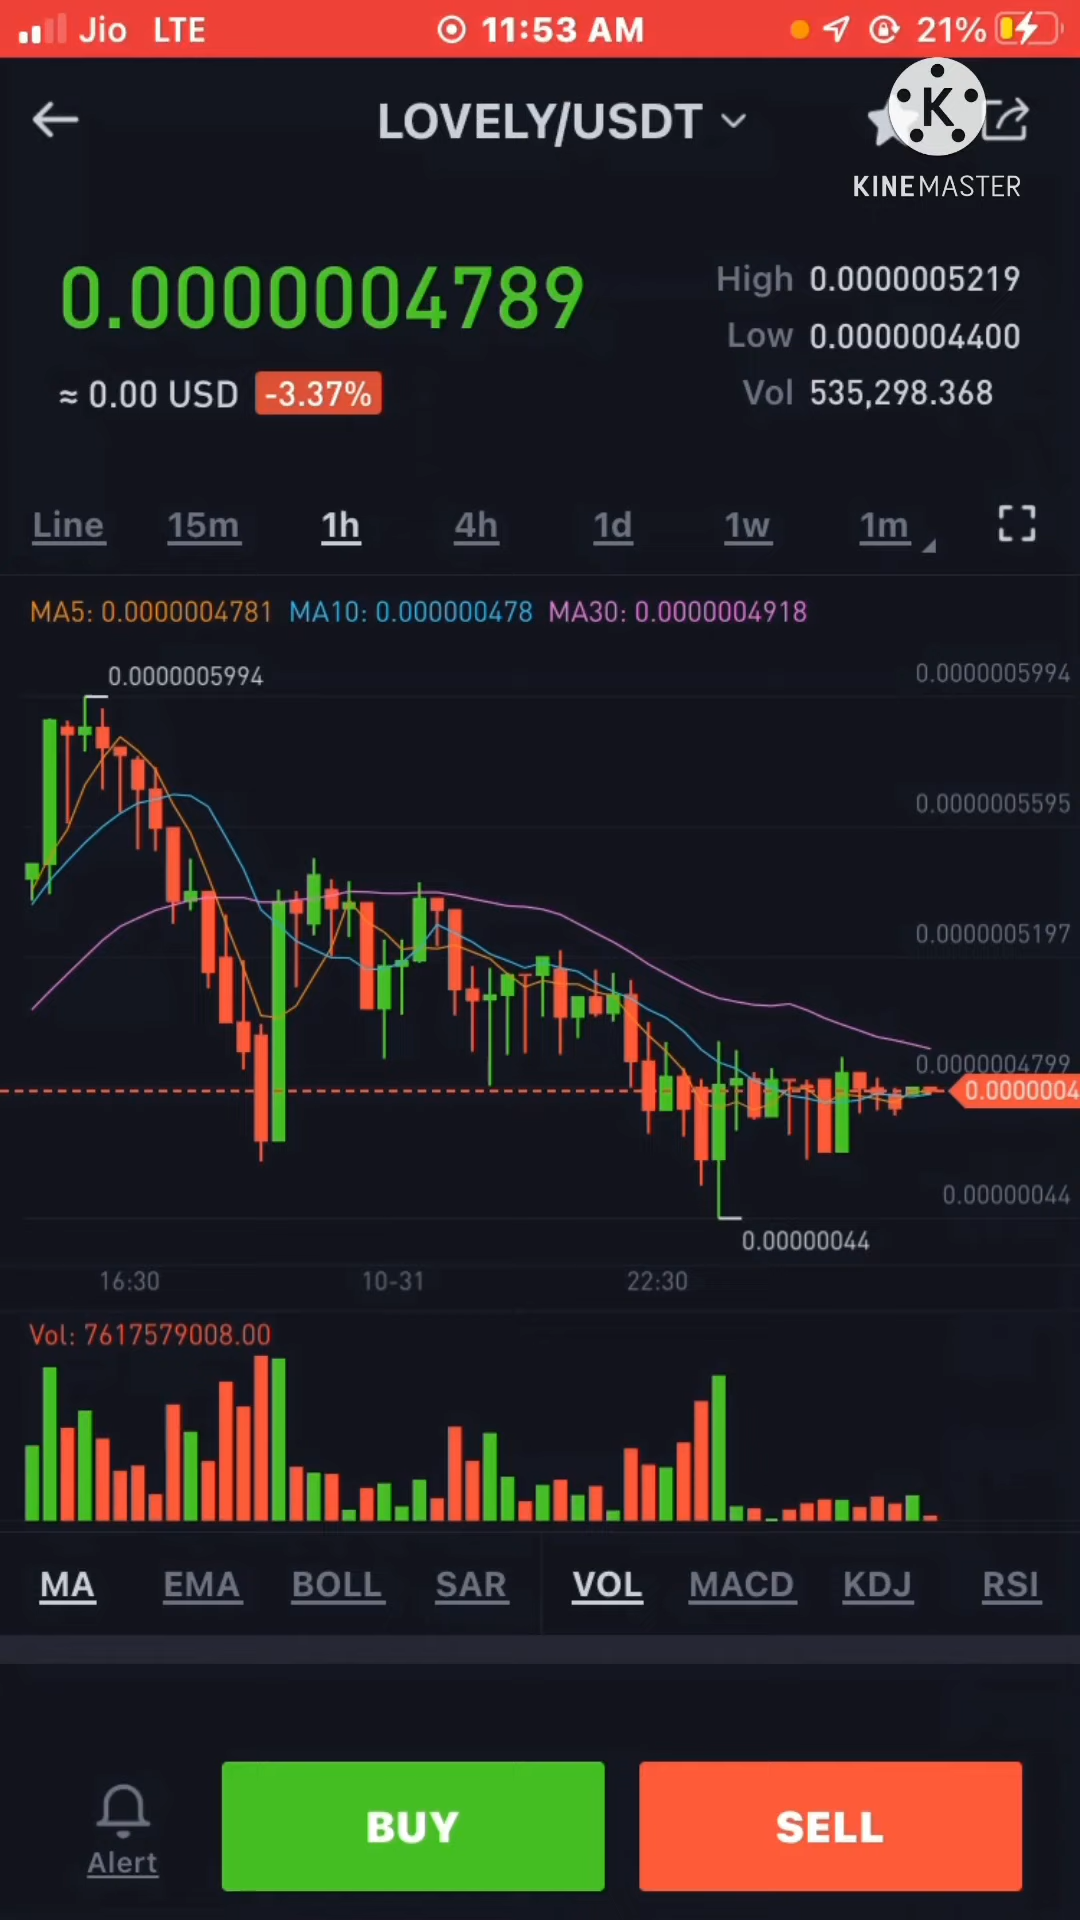 Jio LTE 11:53 AM 21%
LOVELY/USDT
K
KINEMASTER
0.0000004789
≈ 0.00 USD -3.37%
High 0.0000005219
Low 0.0000004400
Vol 535,298.368
Line 15m 1h 4h 1d 1w 1m
MA5: 0.0000004781 MA10: 0.000000478 MA30: 0.0000004918
0.0000005994
0.0000005994
0.0000005595
0.0000005197
0.0000004799
0.0000004
0.00000044
0.00000044
16:30 10-31 22:30
Vol: 7617579008.00
MA EMA BOLL SAR VOL MACD KDJ RSI
Alert
BUY
SELL